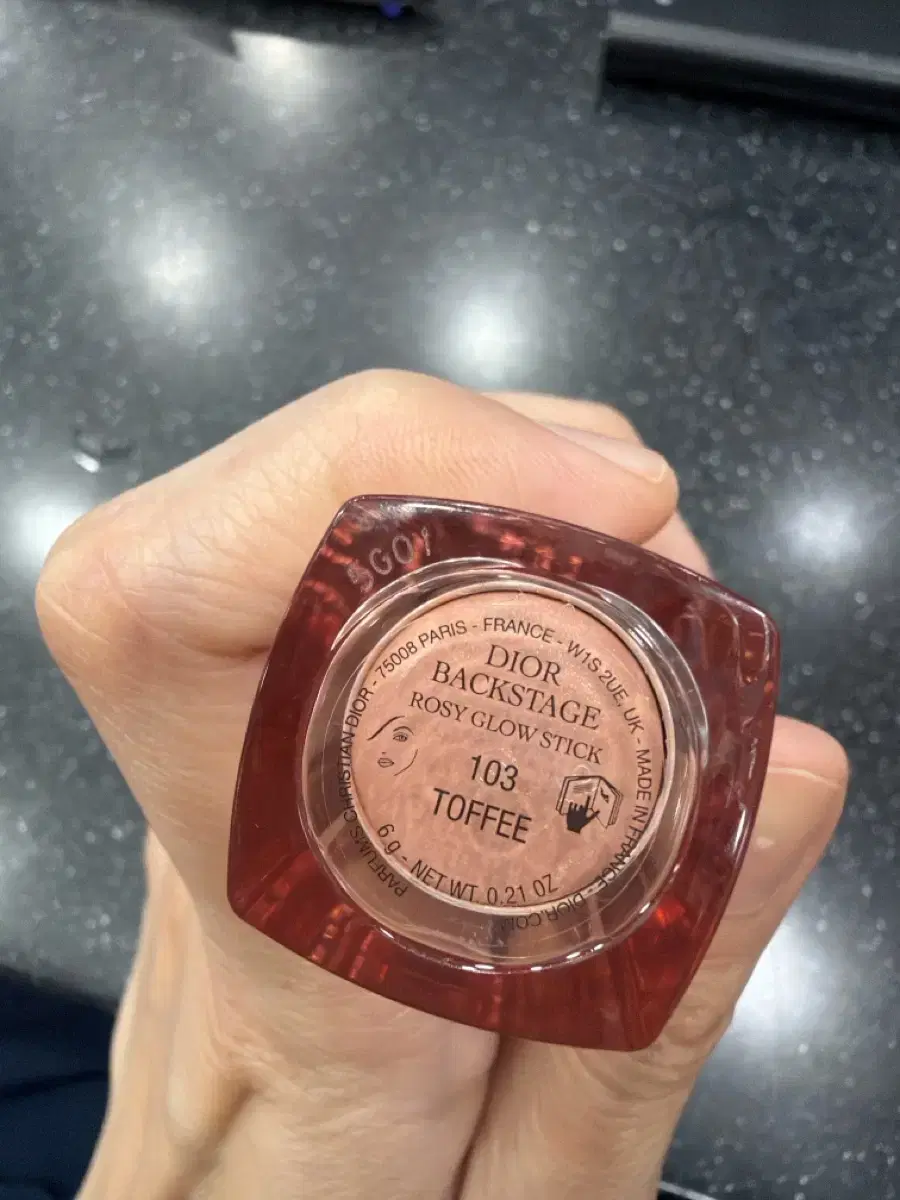 5G01
DIOR
BACKSTAGE
ROSY GLOW STICK
103
TOFFEE
PARFUMS CHRISTIAN DIOR - 75008 PARIS - FRANCE - W1S 2UE, UK - MADE IN FRANCE - DIOR.COM
6 g - NET WT. 0.21 OZ